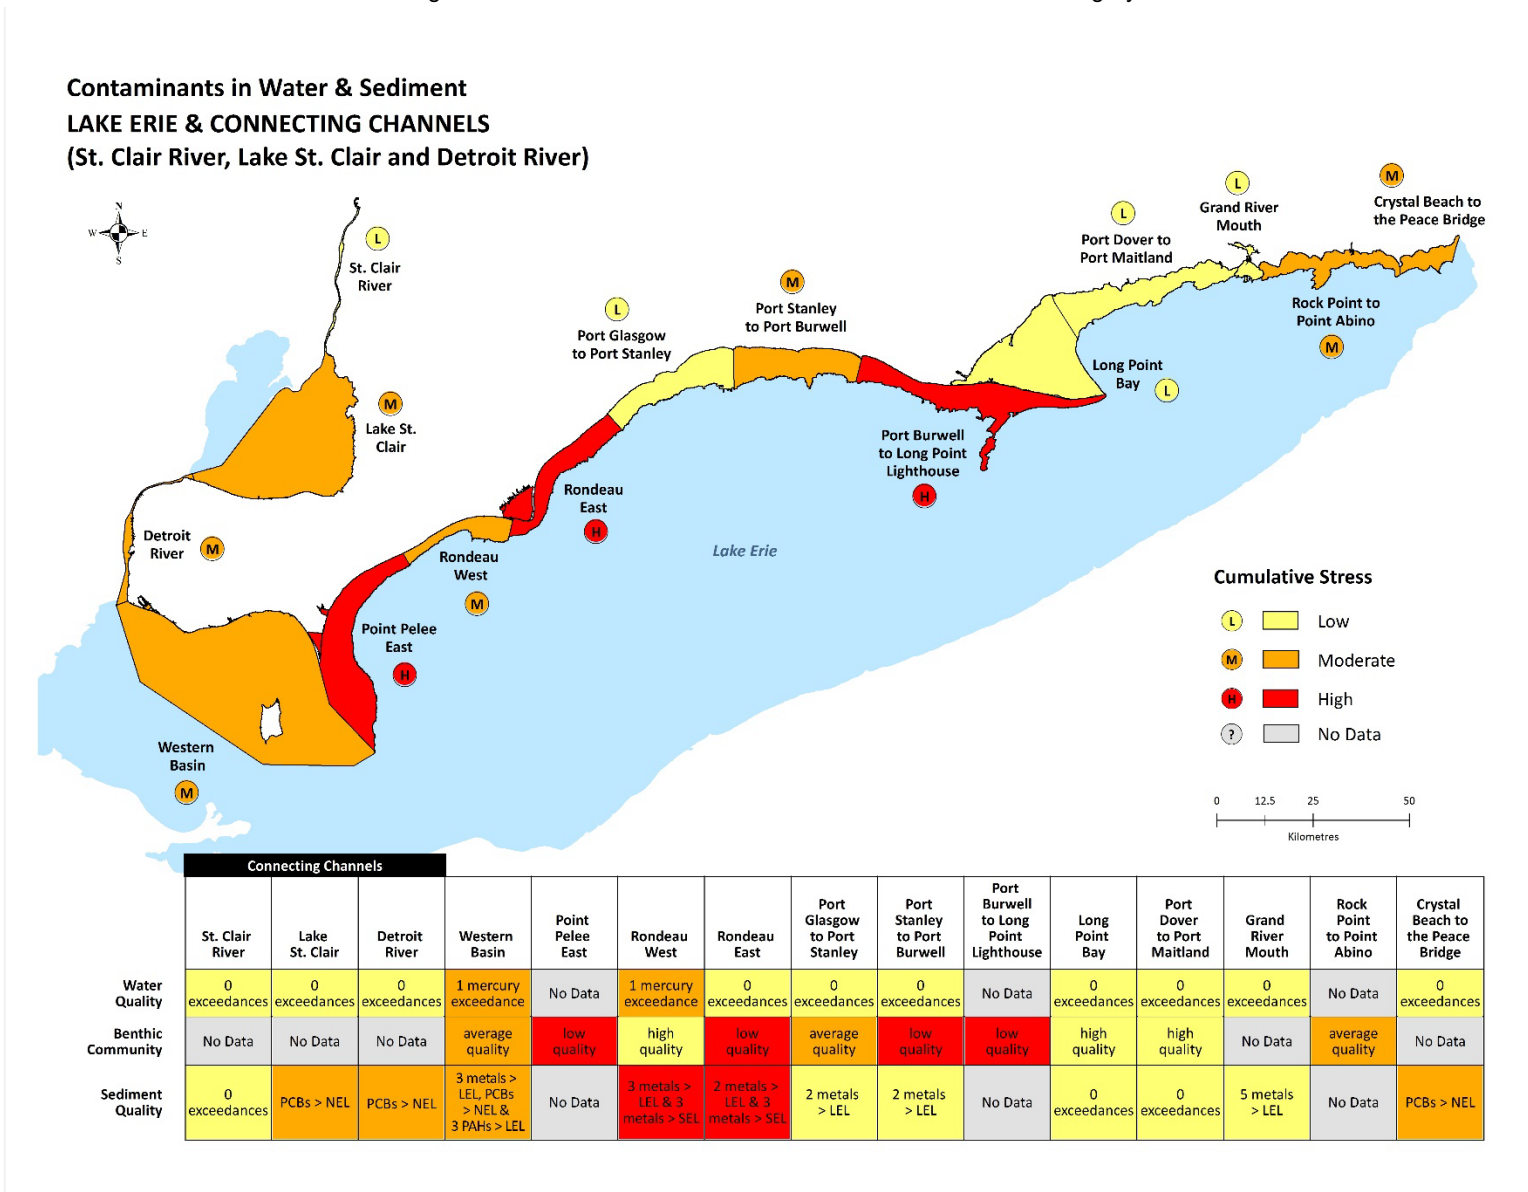 Contaminants in Water & Sediment
LAKE ERIE & CONNECTING CHANNELS
(St. Clair River, Lake St. Clair and Detroit River)
N
W
E
S
L
St. Clair
River
M
Lake St.
Clair
Detroit
River
M
Western
Basin
M
Point Pelee
East
H
Rondeau
West
M
Rondeau
East
H
L
Port Glasgow
to Port Stanley
M
Port Stanley
to Port Burwell
Port Burwell
to Long Point
Lighthouse
H
Long Point
Bay
L
L
Port Dover to
Port Maitland
L
Grand River
Mouth
Rock Point to
Point Abino
M
M
Crystal Beach to
the Peace Bridge
Lake Erie
Cumulative Stress
L
Low
M
Moderate
H
High
?
No Data
0
12.5
25
50
Kilometres
Connecting Channels
St. Clair
River
Lake
St. Clair
Detroit
River
Western
Basin
Point
Pelee
East
Rondeau
West
Rondeau
East
Port
Glasgow
to Port
Stanley
Port
Stanley
to Port
Burwell
Port
Burwell
to Long
Point
Lighthouse
Long
Point
Bay
Port
Dover
to Port
Maitland
Grand
River
Mouth
Rock
Point
to Point
Abino
Crystal
Beach to
the Peace
Bridge
Water
Quality
0
exceedances
0
exceedances
0
exceedances
1 mercury
exceedance
No Data
1 mercury
exceedance
0
exceedances
0
exceedances
0
exceedances
No Data
0
exceedances
0
exceedances
0
exceedances
No Data
0
exceedances
Benthic
Community
No Data
No Data
No Data
average
quality
low
quality
high
quality
low
quality
average
quality
low
quality
low
quality
high
quality
high
quality
No Data
average
quality
No Data
Sediment
Quality
0
exceedances
PCBs > NEL
PCBs > NEL
3 metals >
LEL, PCBs
> NEL &
3 PAHs > LEL
No Data
3 metals >
LEL & 3
metals > SEL
2 metals >
LEL & 3
metals > SEL
2 metals
> LEL
2 metals
> LEL
No Data
0
exceedances
0
exceedances
5 metals
> LEL
No Data
PCBs > NEL